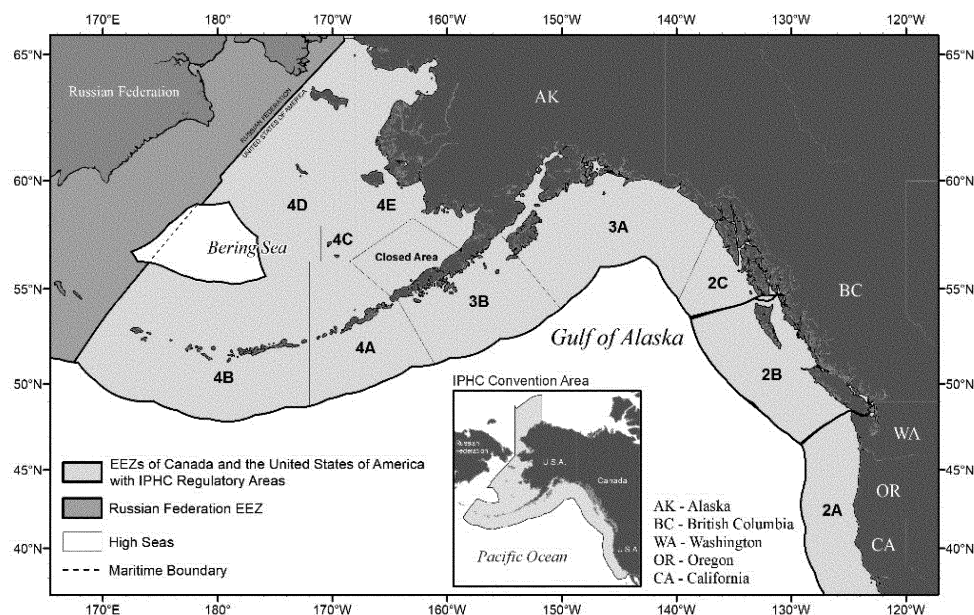 170°E 180° 170°W 160°W 150°W 140°W 130°W 120°W
65°N 65°N
Russian Federation
RUSSIAN FEDERATION
UNITED STATES OF AMERICA
AK
60°N 60°N
4D 4E
3A
4C
Bering Sea
Closed Area
55°N 55°N
3B
2C
BC
Gulf of Alaska
4A
4B
2B
50°N 50°N
IPHC Convention Area
WA
Russian
Federation
U.S.A.
Canada
U.S.A
Pacific Ocean
EEZs of Canada and the United States of America
with IPHC Regulatory Areas
Russian Federation EEZ
High Seas
Maritime Boundary
45°N 45°N
OR
2A
AK - Alaska
BC - British Columbia
WA - Washington
OR - Oregon
CA - California
CA
40°N 40°N
170°E 180° 170°W 160°W 150°W 140°W 130°W 120°W